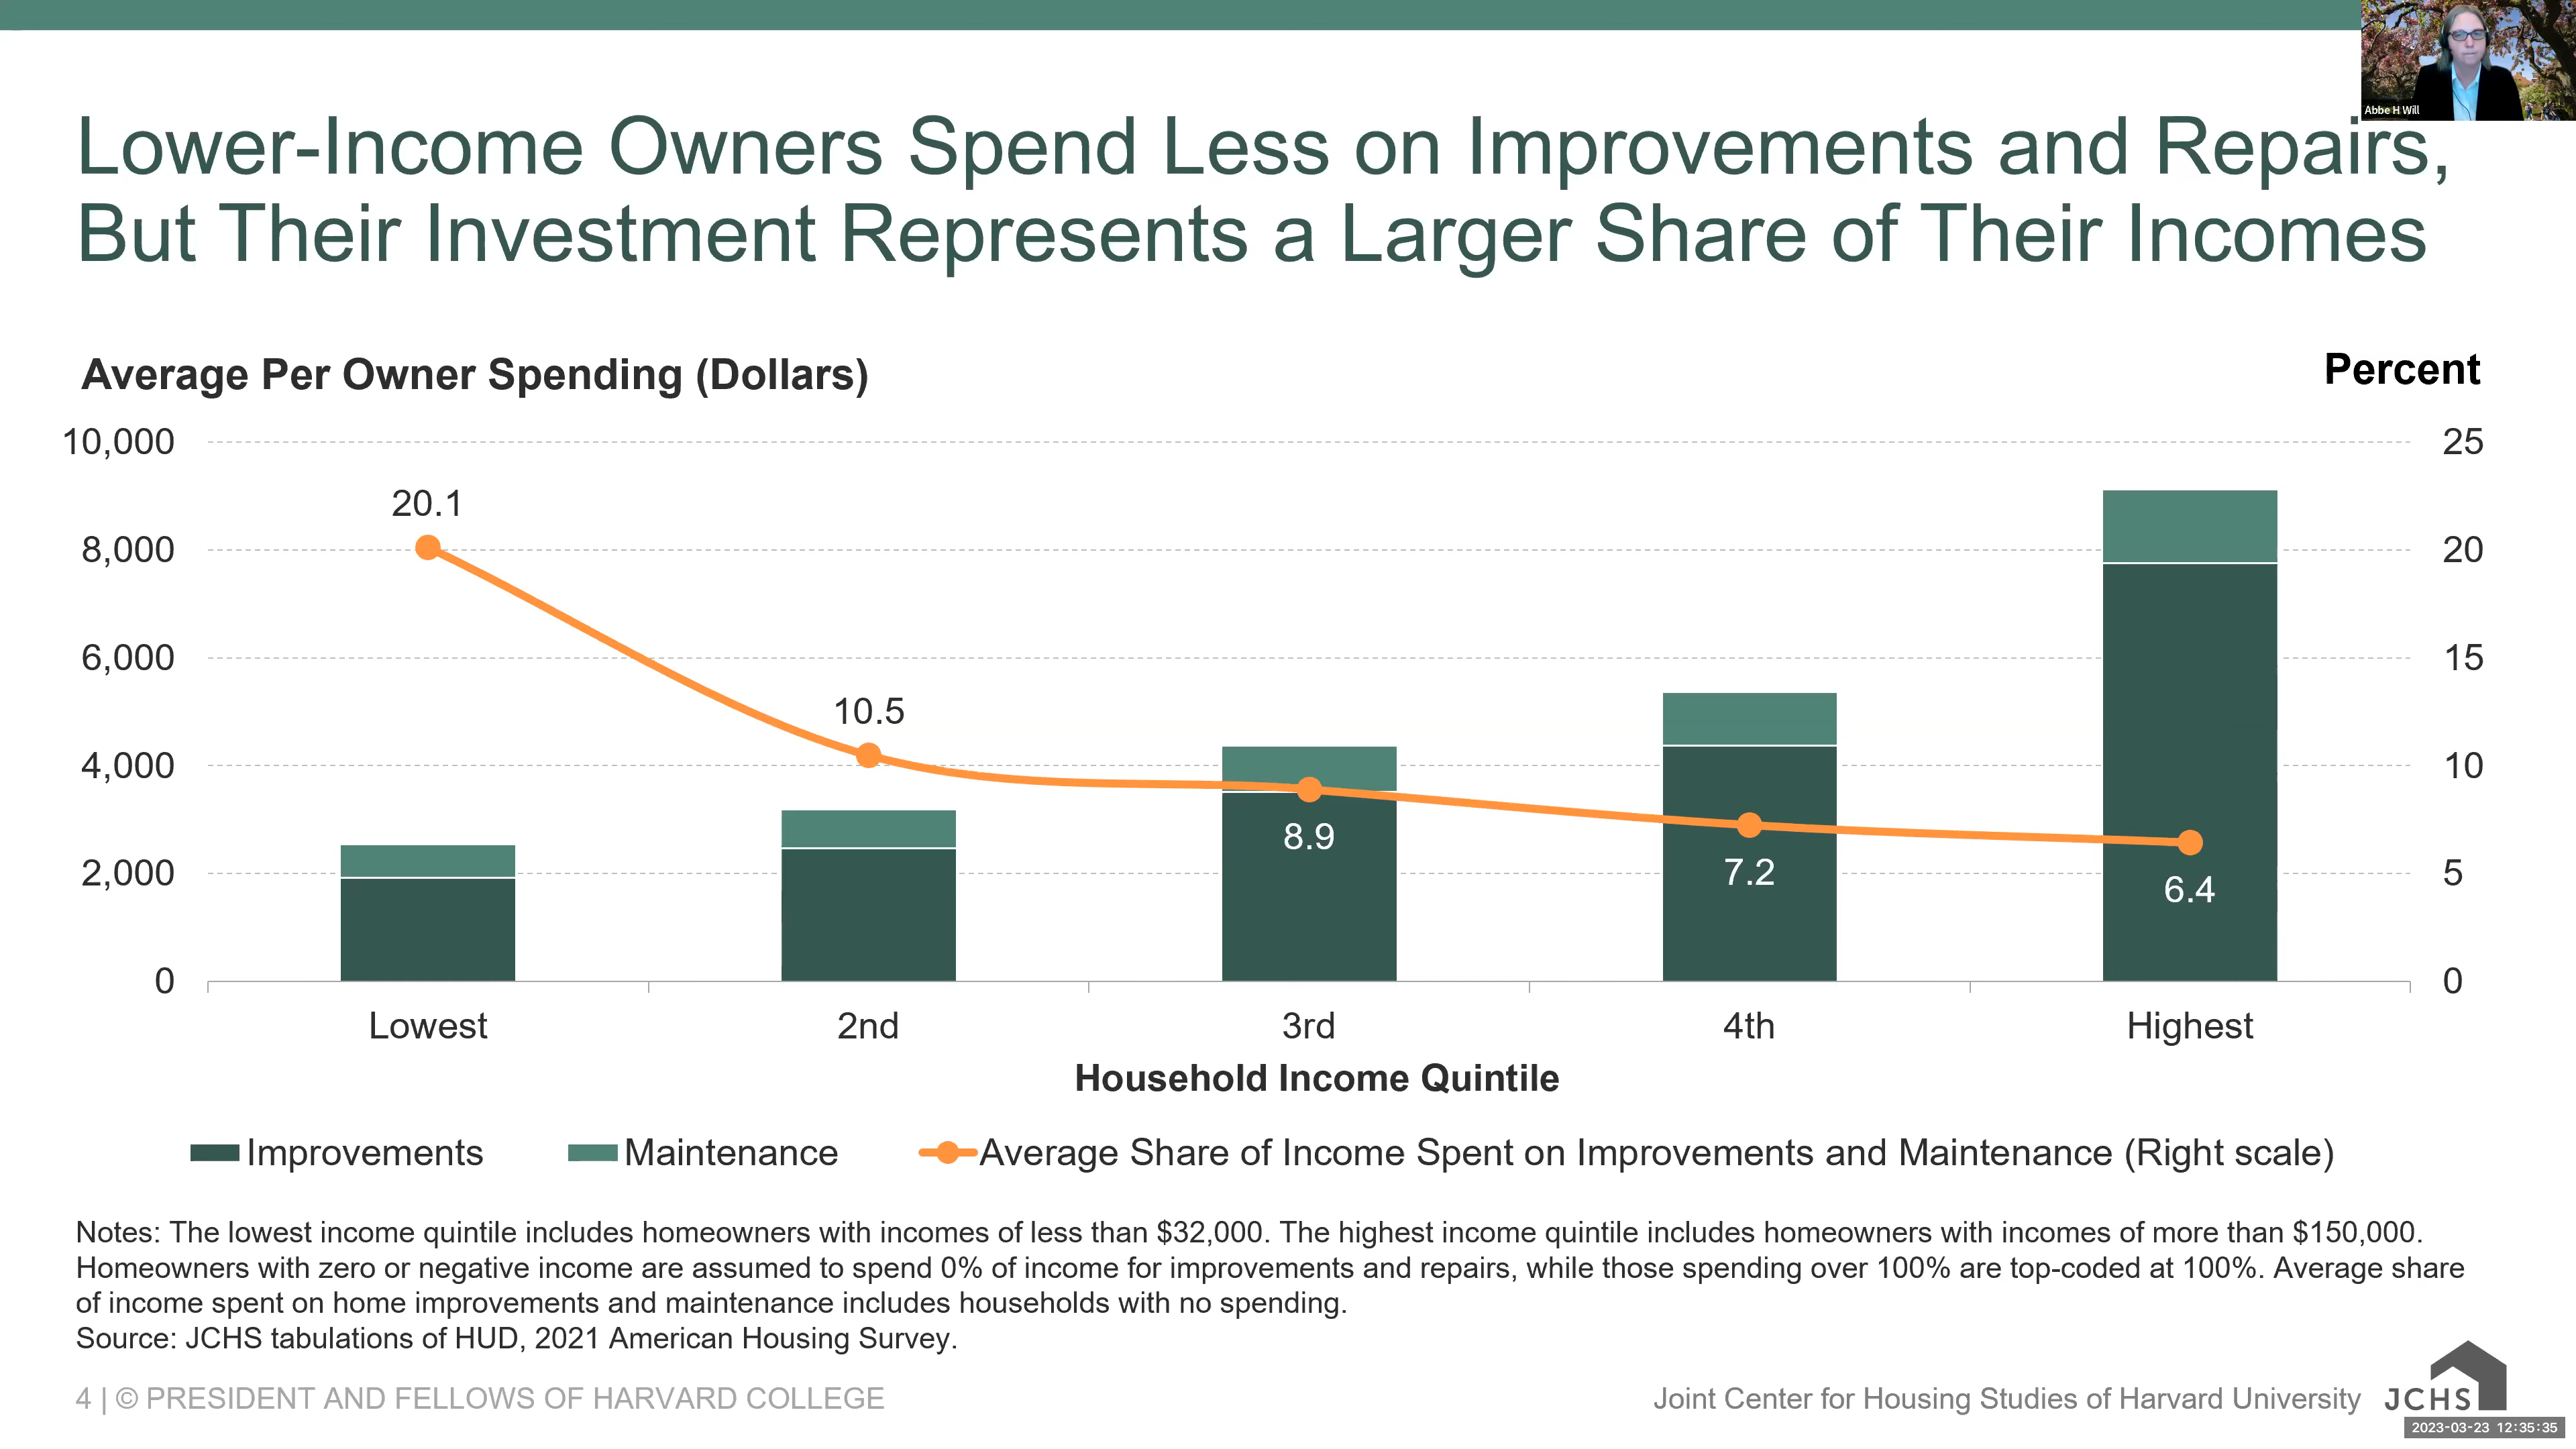 Abbe H Will
Lower-Income Owners Spend Less on Improvements and Repairs,
But Their Investment Represents a Larger Share of Their Incomes
Average Per Owner Spending (Dollars)
Percent
10,000
25
20.1
8,000
20
6,000
15
10.5
4,000
10
8.9
7.2
2,000
5
6.4
0
0
Lowest
2nd
3rd
4th
Highest
Household Income Quintile
Improvements
Maintenance
Average Share of Income Spent on Improvements and Maintenance (Right scale)
Notes: The lowest income quintile includes homeowners with incomes of less than $32,000. The highest income quintile includes homeowners with incomes of more than $150,000.
Homeowners with zero or negative income are assumed to spend 0% of income for improvements and repairs, while those spending over 100% are top-coded at 100%. Average share
of income spent on home improvements and maintenance includes households with no spending.
Source: JCHS tabulations of HUD, 2021 American Housing Survey.
4 | © PRESIDENT AND FELLOWS OF HARVARD COLLEGE
Joint Center for Housing Studies of Harvard University
JCHS
2023-03-23 12:35:35